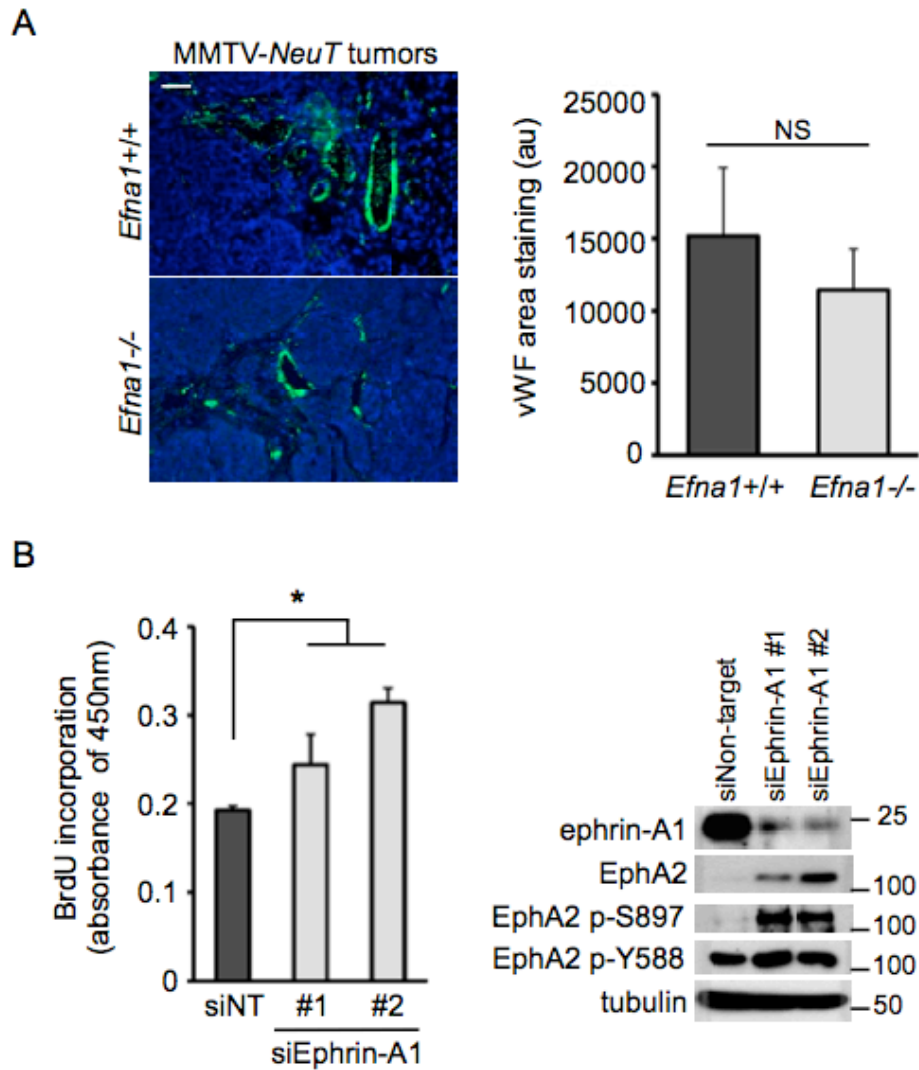 A
MMTV-NeuT tumors
Efna1+/+
Efna1-/-
vWF area staining (au)
25000
20000
15000
10000
5000
0
NS
Efna1+/+ Efna1-/-
B
BrdU incorporation
(absorbance of 450nm)
0.4
0.3
0.2
0.1
0
*
siNT #1 #2
siEphrin-A1
siNon-target
siEphrin-A1 #1
siEphrin-A1 #2
ephrin-A1 25
EphA2 100
EphA2 p-S897 100
EphA2 p-Y588 100
tubulin 50